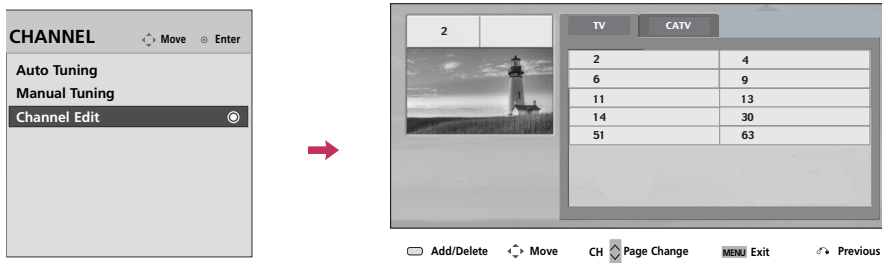 CHANNEL Move Enter
Auto Tuning
Manual Tuning
Channel Edit
2
TV CATV
2 4
6 9
11 13
14 30
51 63
Add/Delete Move CH Page Change MENU Exit Previous